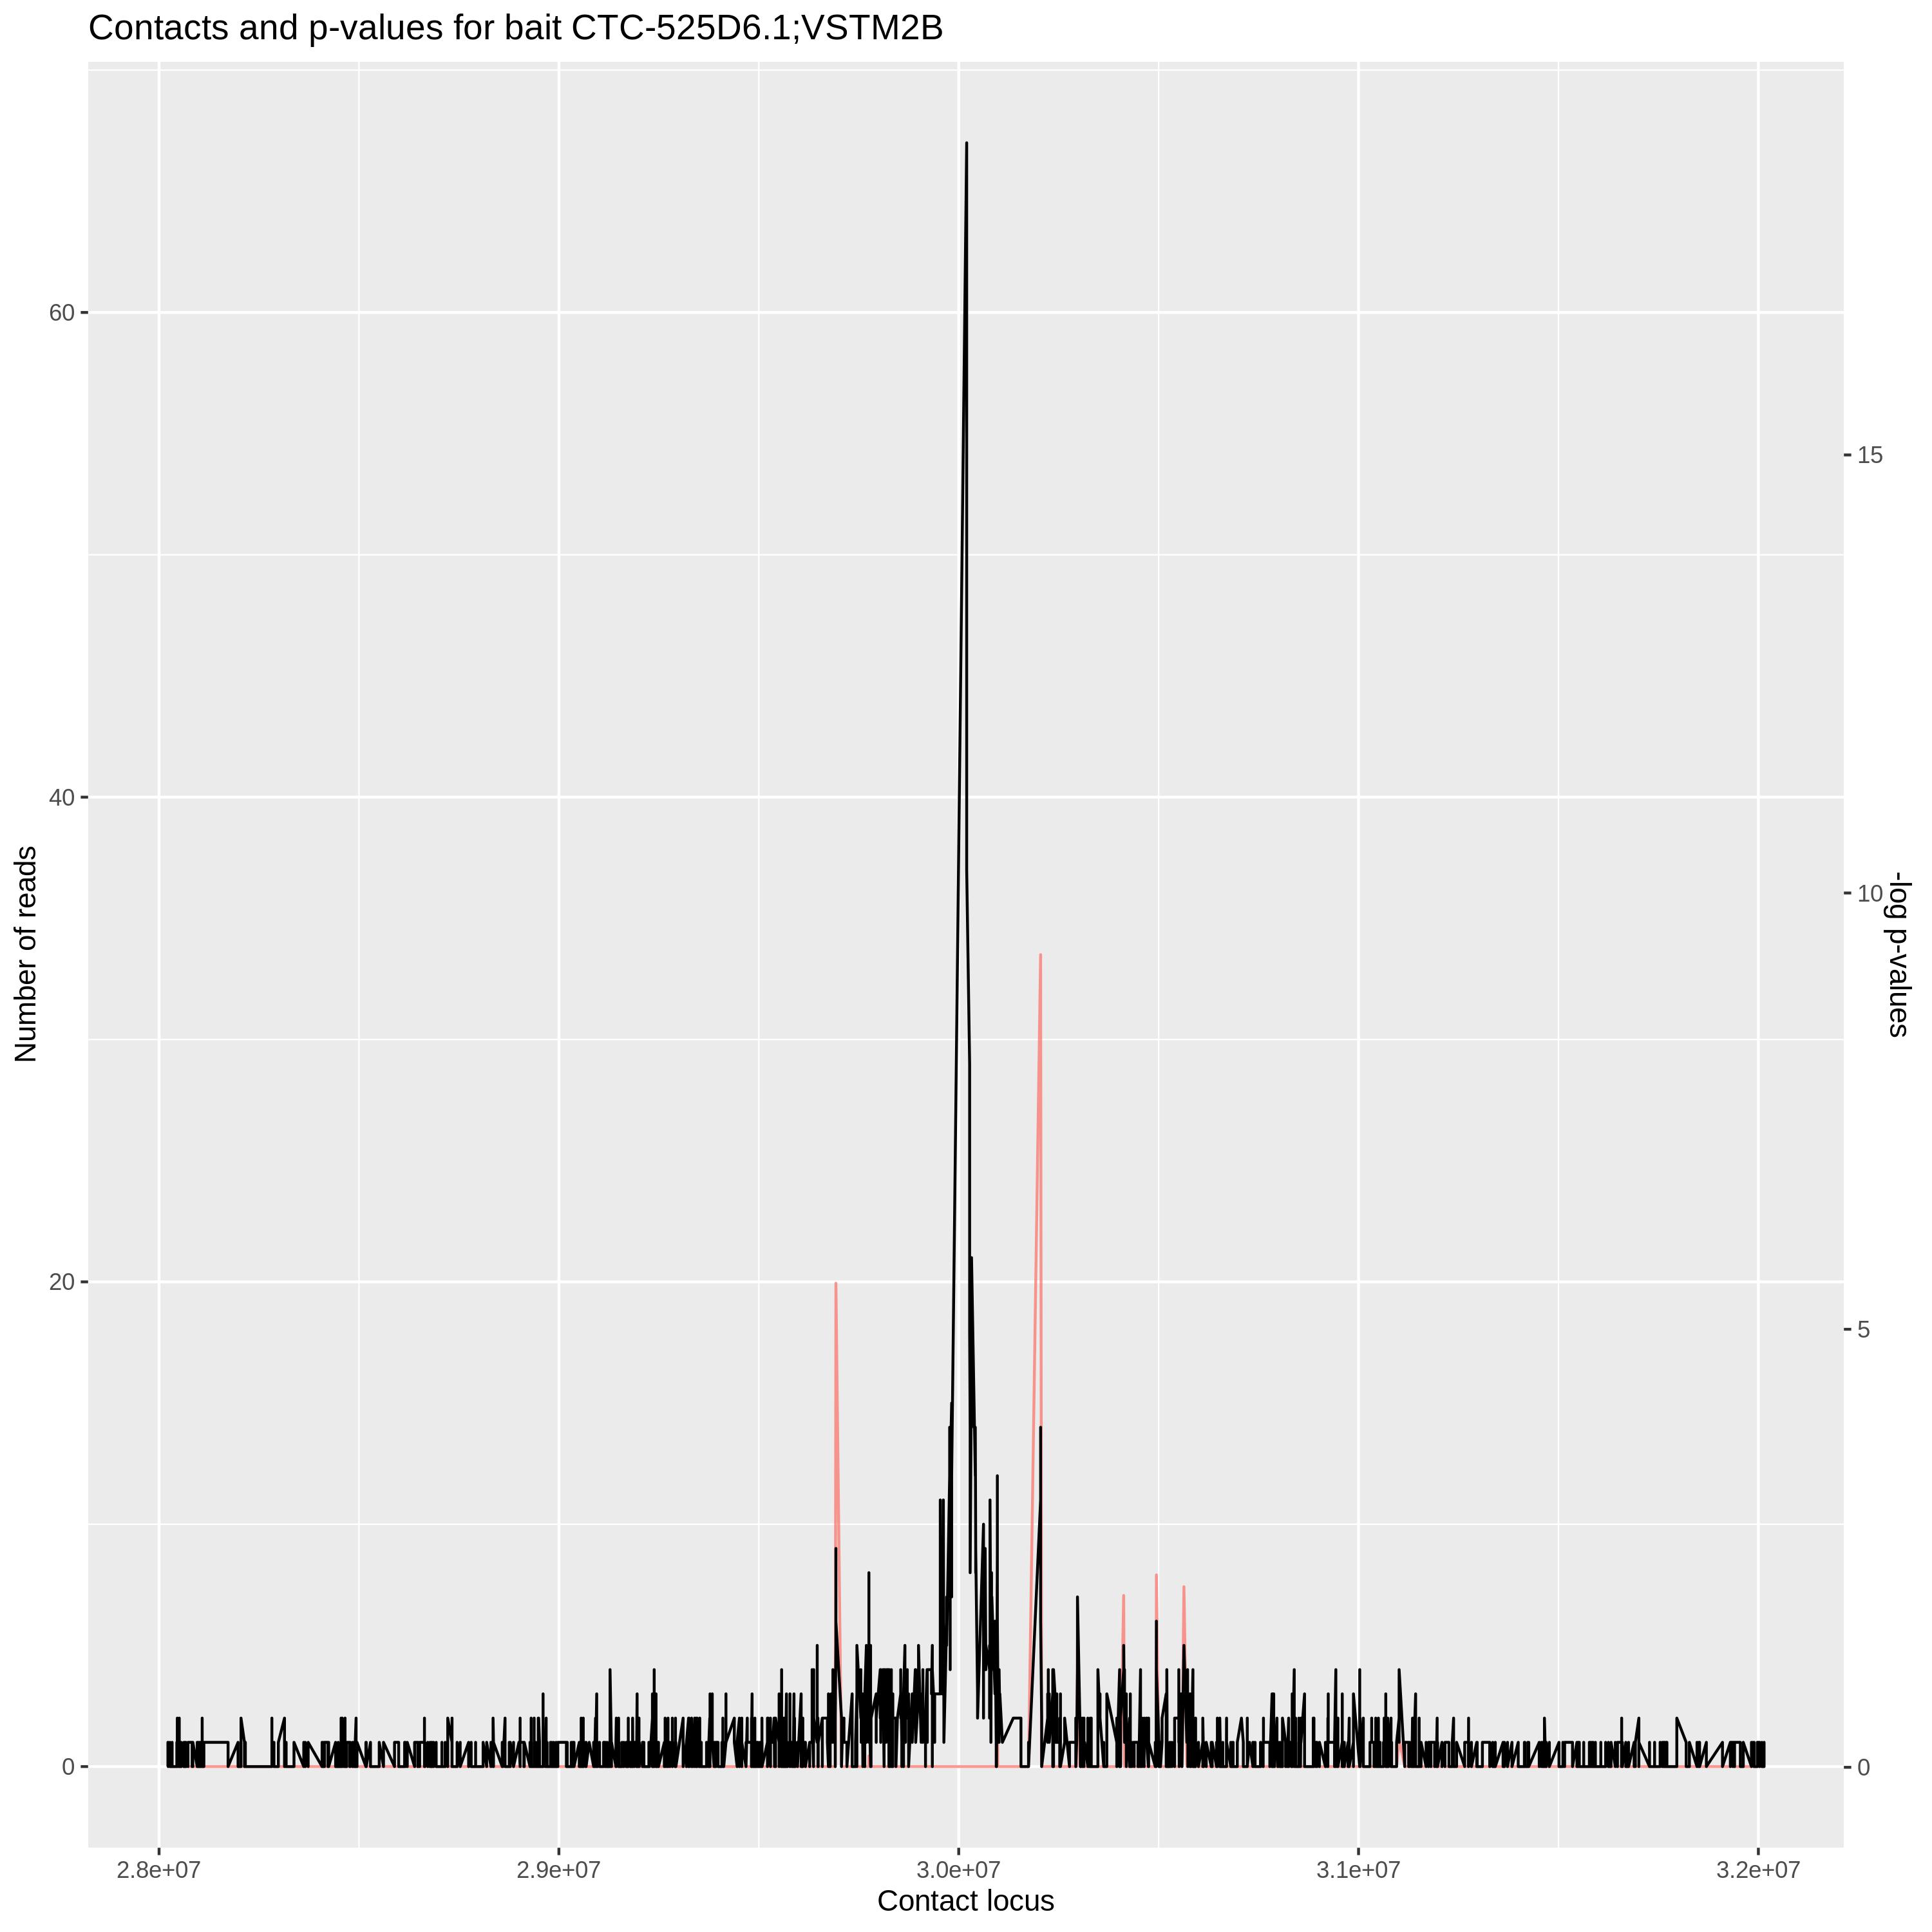 Contacts and p-values for bait CTC-525D6.1;VSTM2B
60
40
20
0
Number of reads
15
10
5
0
-log p-values
2.8e+07 2.9e+07 3.0e+07 3.1e+07 3.2e+07
Contact locus